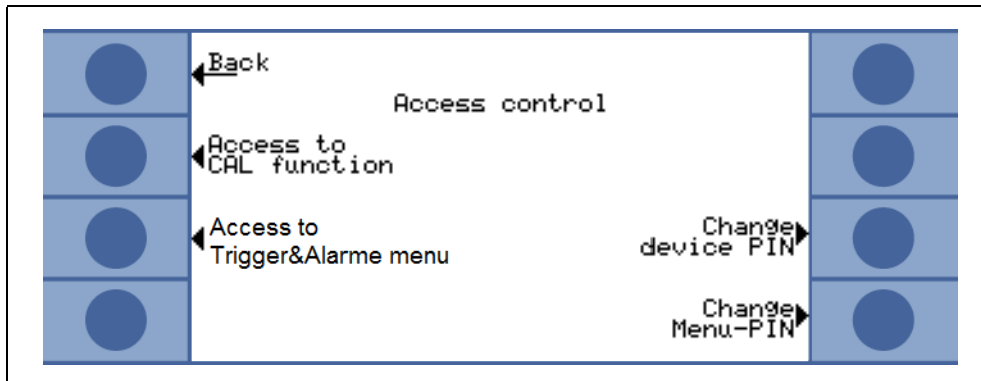 Back
Access control
Access to
CAL function
Access to
Trigger&Alarme menu
Change
device PIN
Change
Menu-PIN